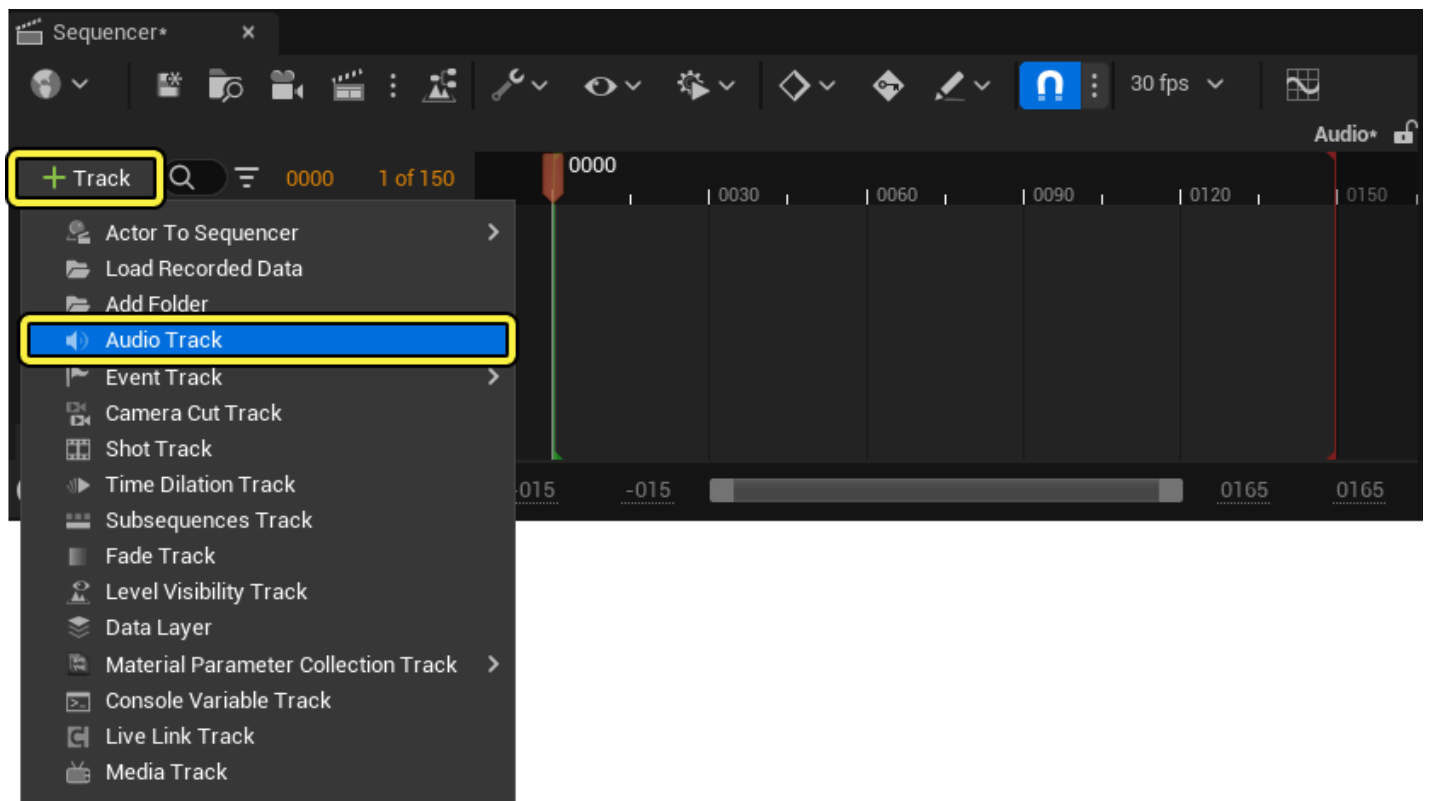 Sequencer*
30 fps
Audio*
Track
0000
1 of 150
0000
0030
0060
0090
0120
0150
Actor To Sequencer
Load Recorded Data
Add Folder
Audio Track
Event Track
Camera Cut Track
Shot Track
Time Dilation Track
-015
-015
0165
0165
Subsequences Track
Fade Track
Level Visibility Track
Data Layer
Material Parameter Collection Track
Console Variable Track
Live Link Track
Media Track